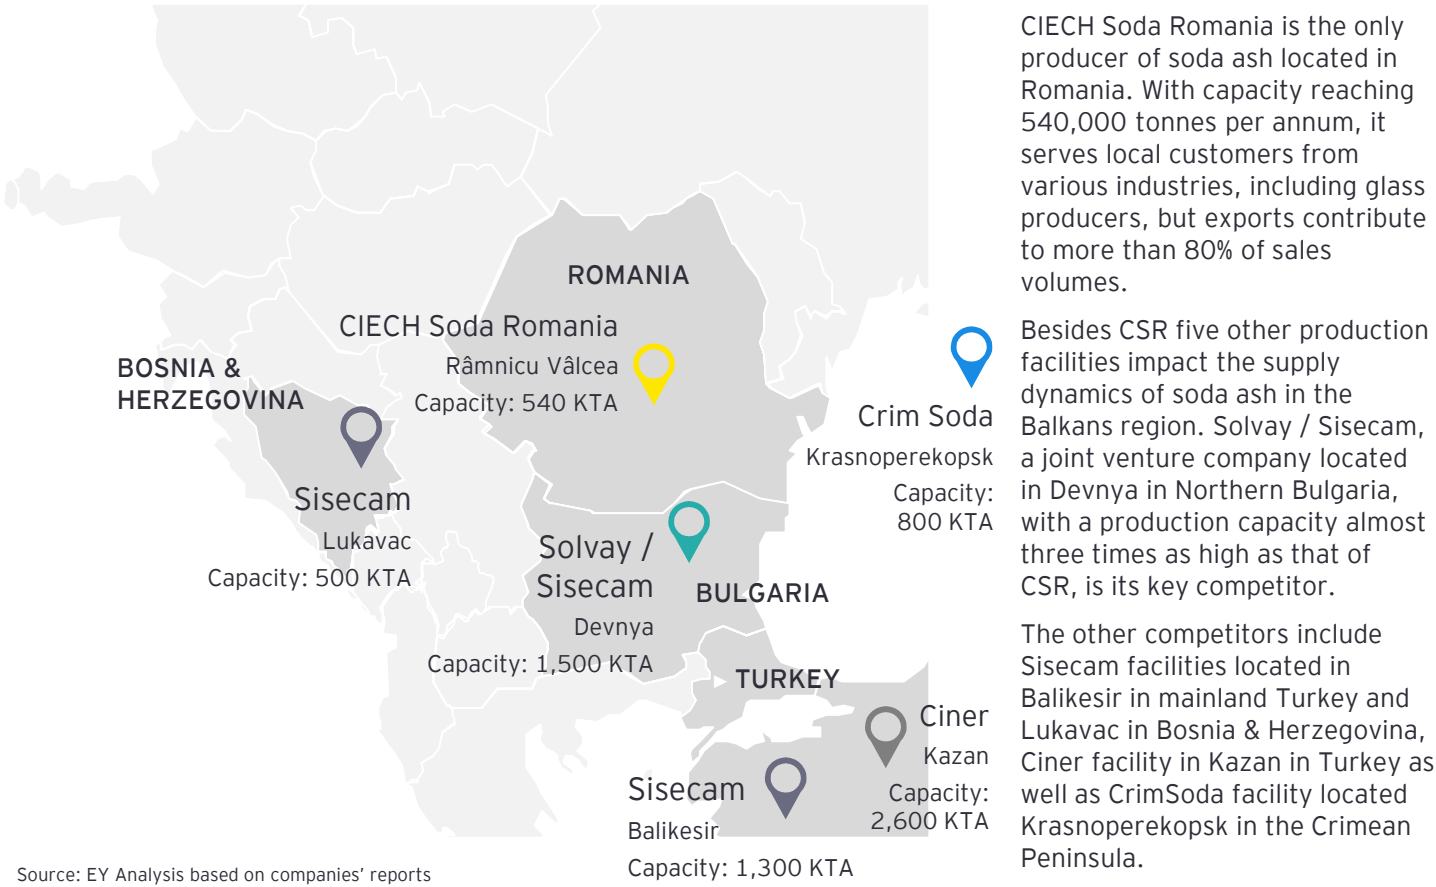 ROMANIA
CIECH Soda Romania
Râmnicu Vâlcea
Capacity: 540 KTA
BOSNIA &
HERZEGOVINA
Sisecam
Lukavac
Capacity: 500 KTA
Solvay /
Sisecam
Devnya
Capacity: 1,500 KTA
BULGARIA
Crim Soda
Krasnoperekopsk
Capacity:
800 KTA
TURKEY
Ciner
Kazan
Capacity:
2,600 KTA
Sisecam
Balikesir
Capacity: 1,300 KTA
Source: EY Analysis based on companies' reports
CIECH Soda Romania is the only
producer of soda ash located in
Romania. With capacity reaching
540,000 tonnes per annum, it
serves local customers from
various industries, including glass
producers, but exports contribute
to more than 80% of sales
volumes.
Besides CSR five other production
facilities impact the supply
dynamics of soda ash in the
Balkans region. Solvay / Sisecam,
a joint venture company located
in Devnya in Northern Bulgaria,
with a production capacity almost
three times as high as that of
CSR, is its key competitor.
The other competitors include
Sisecam facilities located in
Balikesir in mainland Turkey and
Lukavac in Bosnia & Herzegovina,
Ciner facility in Kazan in Turkey as
well as CrimSoda facility located
Krasnoperekopsk in the Crimean
Peninsula.